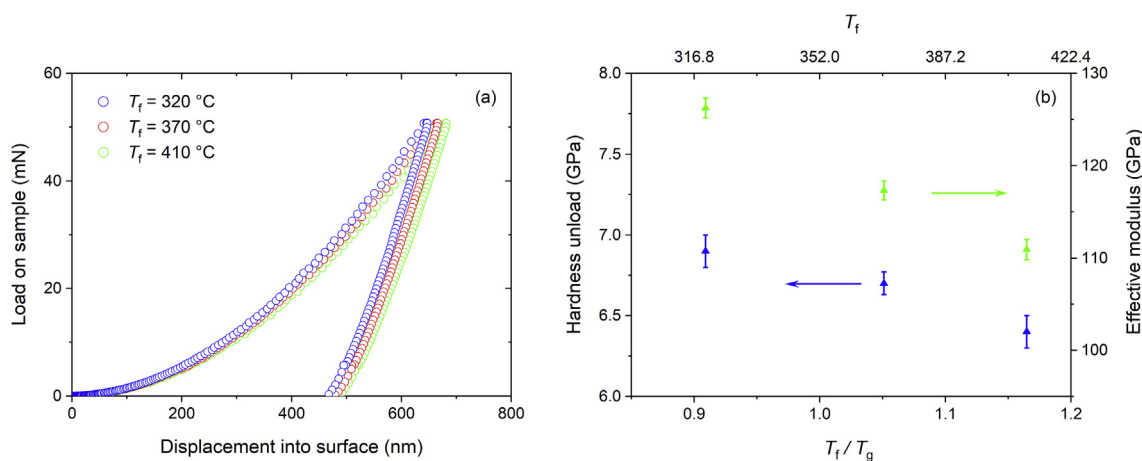 (a)
T_f = 320 °C
T_f = 370 °C
T_f = 410 °C
60
40
20
0
0 200 400 600 800
Load on sample (mN)
Displacement into surface (nm)
T_f
316.8 352.0 387.2 422.4
(b)
8.0
7.5
7.0
6.5
6.0
Hardness unload (GPa)
130
120
110
100
Effective modulus (GPa)
0.9 1.0 1.1 1.2
T_f / T_g